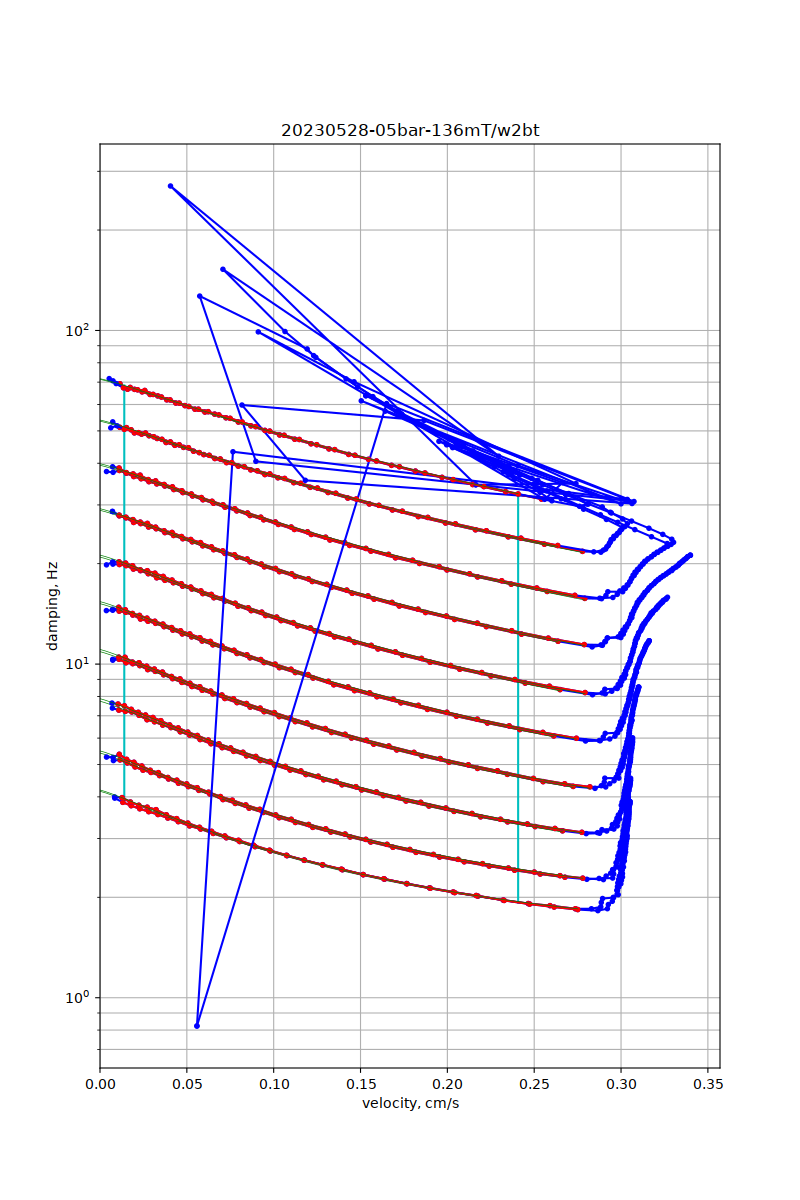 20230528-05bar-136mT/w2bt
damping, Hz
10²
10¹
10⁰
0.00 0.05 0.10 0.15 0.20 0.25 0.30 0.35
velocity, cm/s